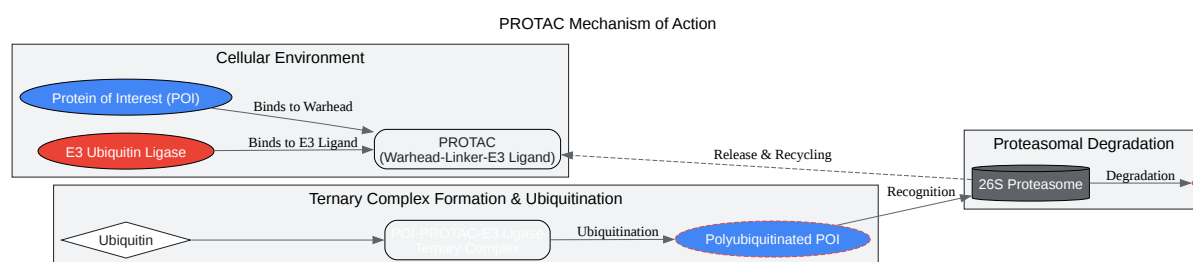 PROTAC Mechanism of Action
Cellular Environment
Protein of Interest (POI)
Binds to Warhead
E3 Ubiquitin Ligase
Binds to E3 Ligand
PROTAC
(Warhead-Linker-E3 Ligand)
Release & Recycling
Proteasomal Degradation
26S Proteasome
Degradation
Recognition
Ternary Complex Formation & Ubiquitination
Ubiquitin
POI-PROTAC-E3 Ligase
Ternary Complex
Ubiquitination
Polyubiquitinated POI